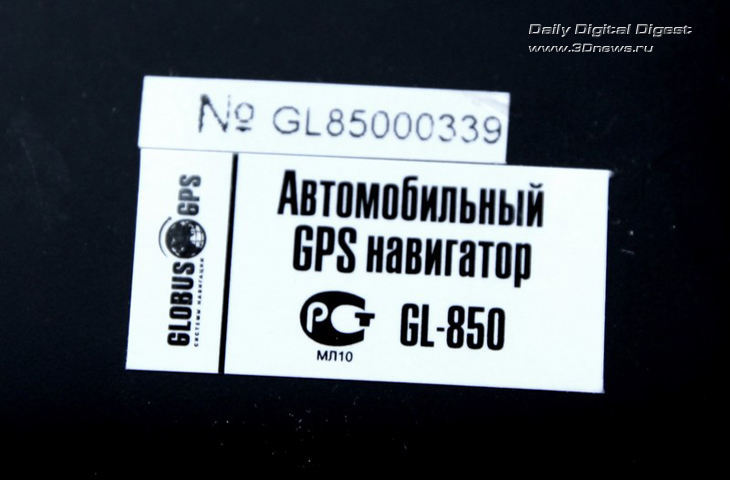 Daily Digital Digest
www.3Dnews.ru
№ GL85000339
GLOBUS GPS
СИСТЕМЫ НАВИГАЦИИ
Автомобильный
GPS навигатор
РСТ GL-850
МЛ10